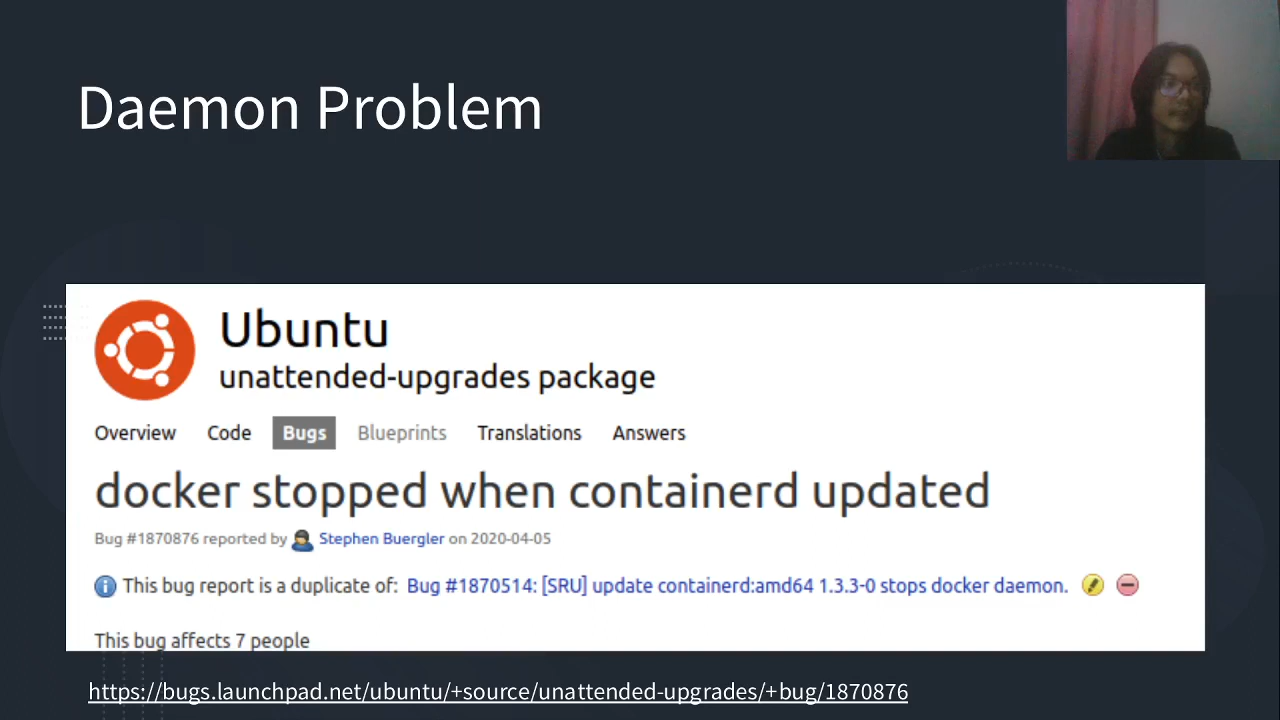 Daemon Problem
Ubuntu
unattended-upgrades package
Overview Code Bugs Blueprints Translations Answers
docker stopped when containerd updated
Bug #1870876 reported by Stephen Buergler on 2020-04-05
This bug report is a duplicate of: Bug #1870514: [SRU] update containerd:amd64 1.3.3-0 stops docker daemon.
This bug affects 7 people
https://bugs.launchpad.net/ubuntu/+source/unattended-upgrades/+bug/1870876